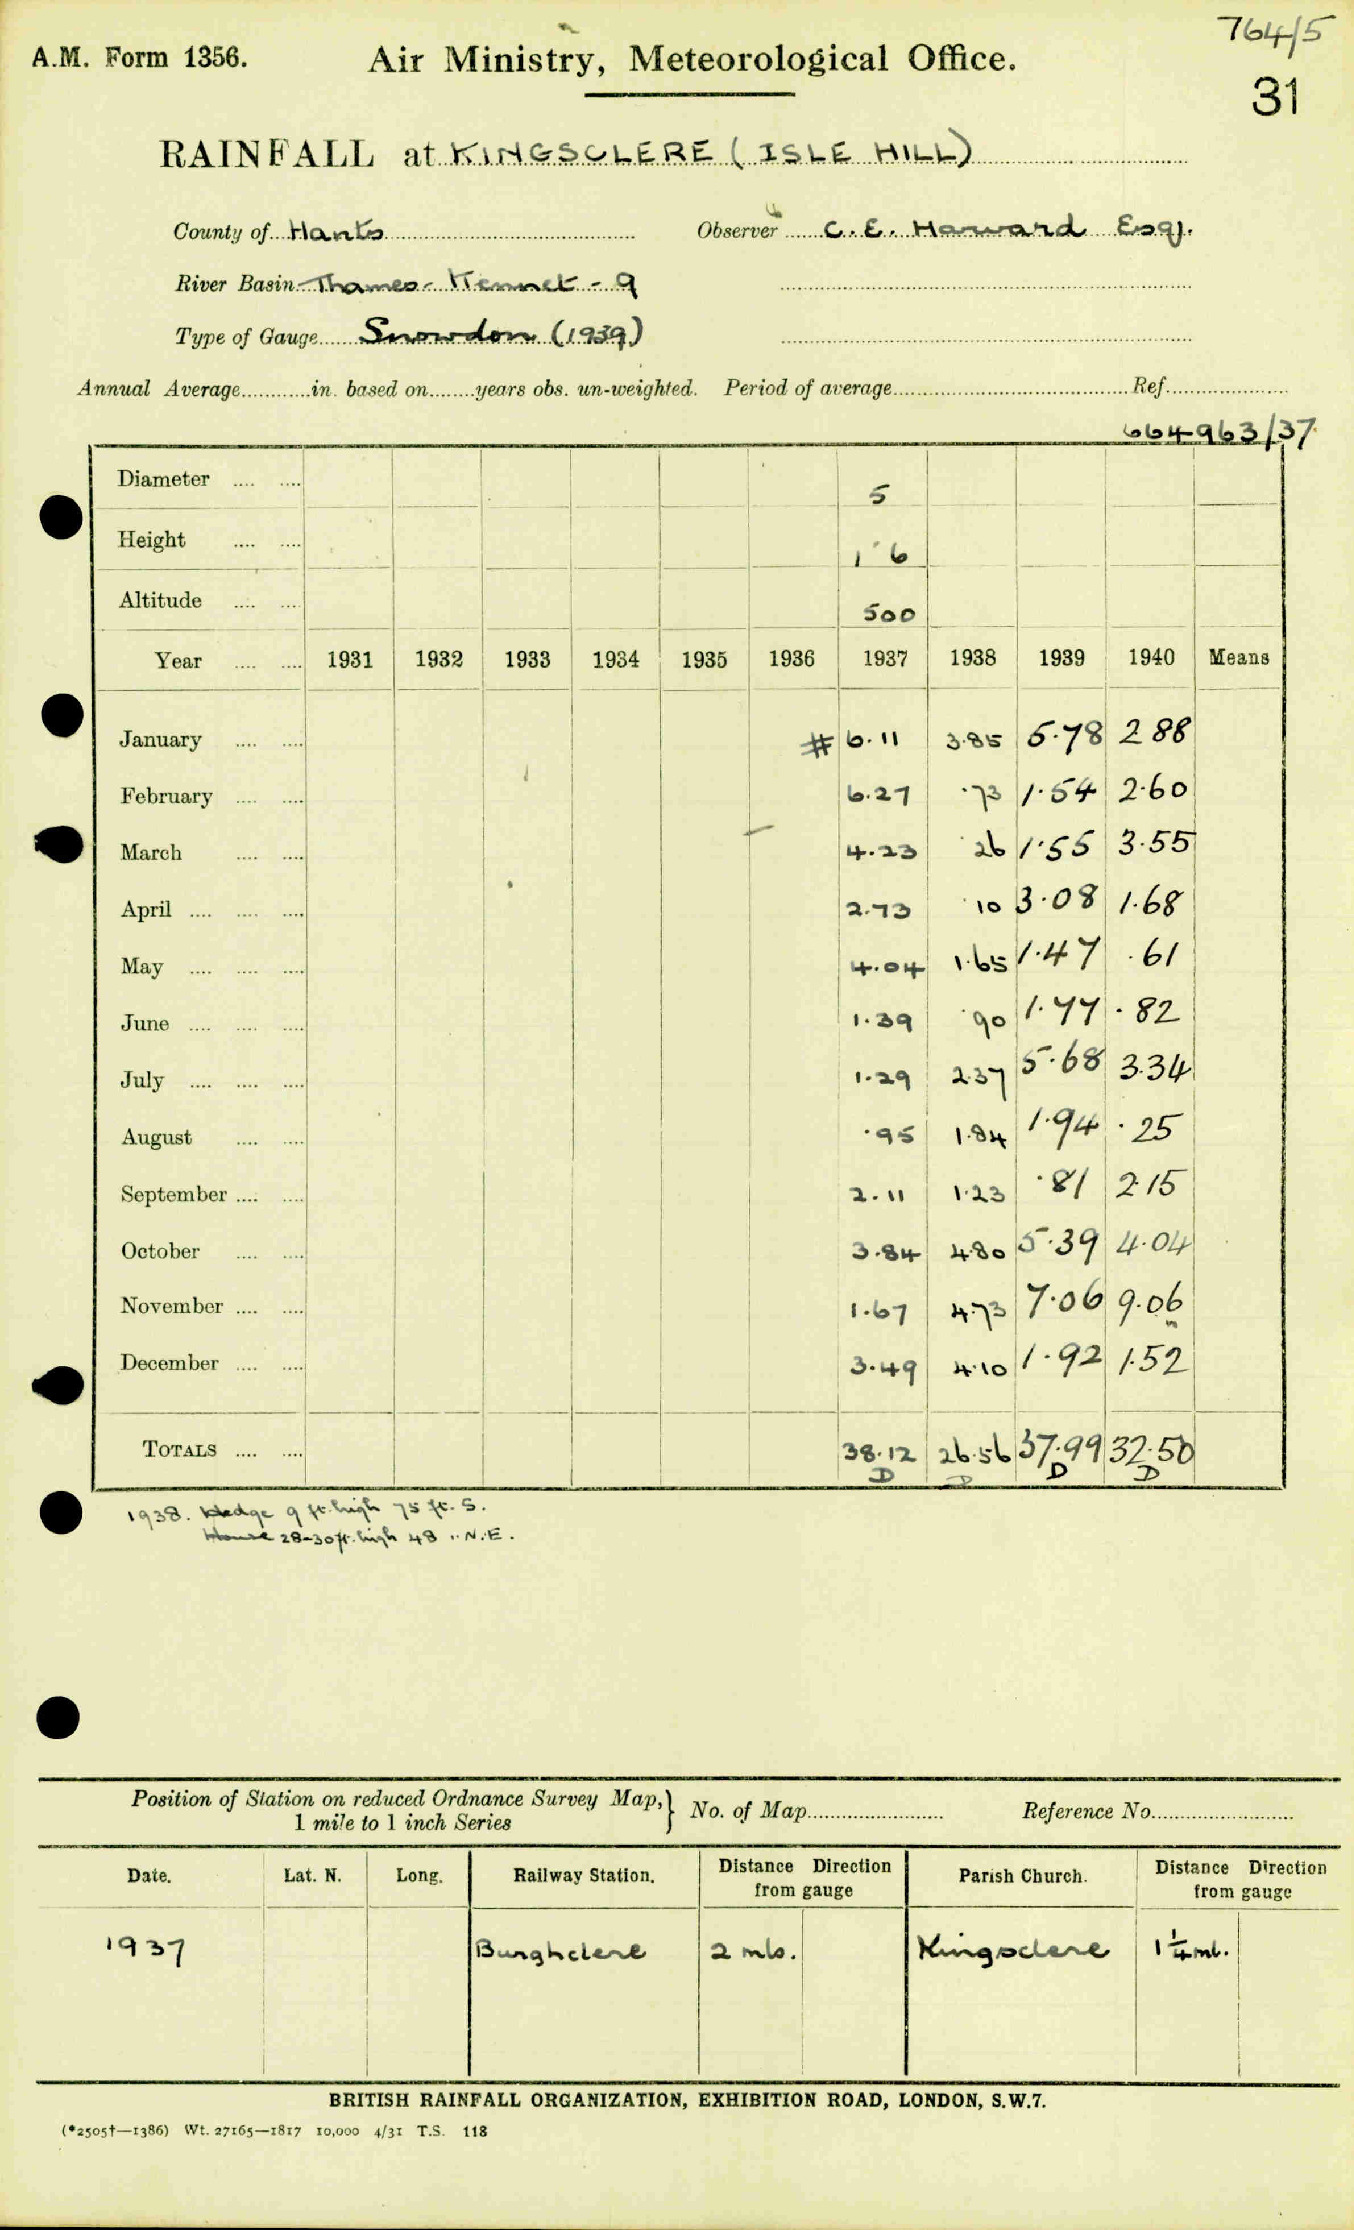 764/5
A.M. Form 1356. Air Ministry, Meteorological Office.
31
RAINFALL at KINGSCLERE (ISLE HILL)
County of Hants Observer C.E. Harward Esq.
River Basin Thames-Kennet - 9
Type of Gauge Snowdon (1939)
Annual Average in. based on years obs. un-weighted. Period of average Ref.
664963/37
Diameter 5
Height 1' 6
Altitude 500
Year 1931 1932 1933 1934 1935 1936 1937 1938 1939 1940 Means
January # 6.11 3.85 5.78 2.88
February 6.27 .73 1.54 2.60
March 4.23 .26 1.55 3.55
April 2.73 .10 3.08 1.68
May 4.04 1.65 1.47 .61
June 1.39 .90 1.77 .82
July 1.29 2.37 5.68 3.34
August .95 1.84 1.94 .25
September 2.11 1.23 .81 2.15
October 3.84 4.80 5.39 4.04
November 1.67 4.73 7.06 9.06
December 3.49 4.10 1.92 1.52
TOTALS 38.12 26.56 37.99 32.50
D D D D
1938. Hedge 9 ft. high 75 ft. S.
House 28-30 ft. high 48 " N.E.
Position of Station on reduced Ordnance Survey Map, 1 mile to 1 inch Series } No. of Map Reference No.
Date. Lat. N. Long. Railway Station. Distance Direction from gauge Parish Church. Distance Direction from gauge
1937 Burghclere 2 mls. Kingsclere 1¼ ml.
BRITISH RAINFALL ORGANIZATION, EXHIBITION ROAD, LONDON, S.W.7.
(*2505†—1386) Wt. 27165—1817 10,000 4/31 T.S. 118